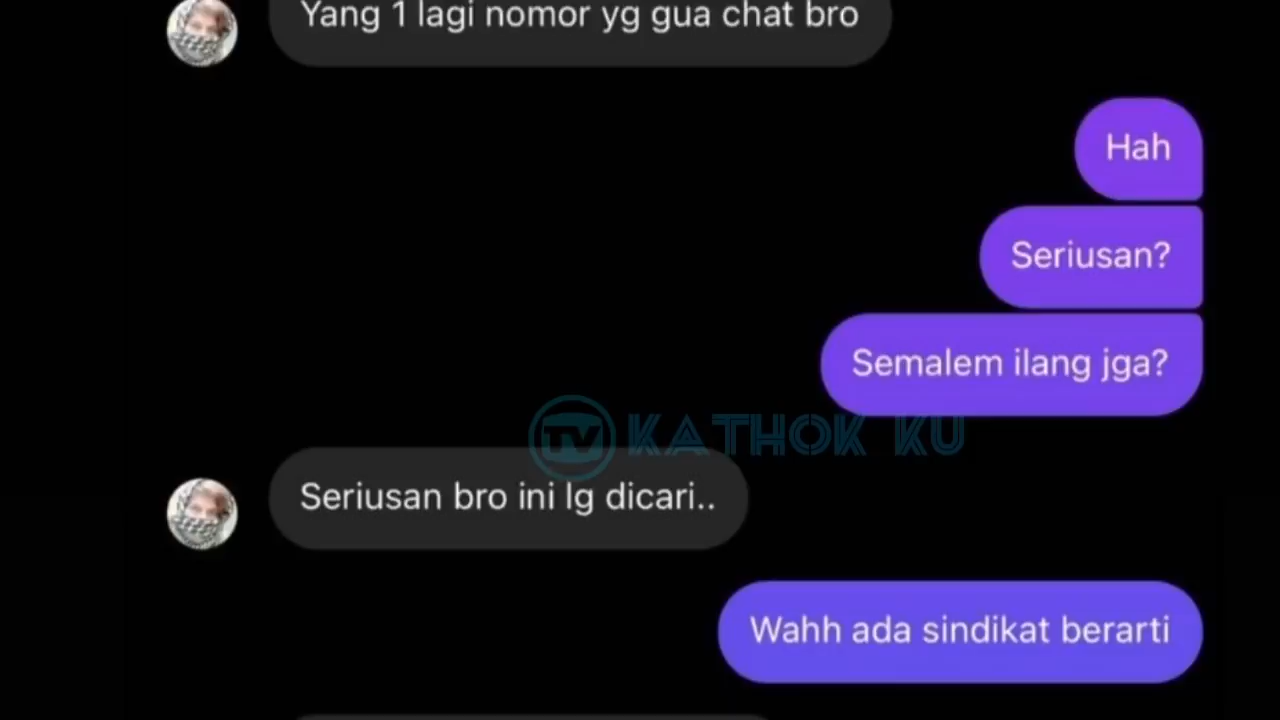 Yang 1 lagi nomor yg gua chat bro
Hah
Seriusan?
Semalem ilang jga?
TV KATHOK KU
Seriusan bro ini lg dicari..
Wahh ada sindikat berarti